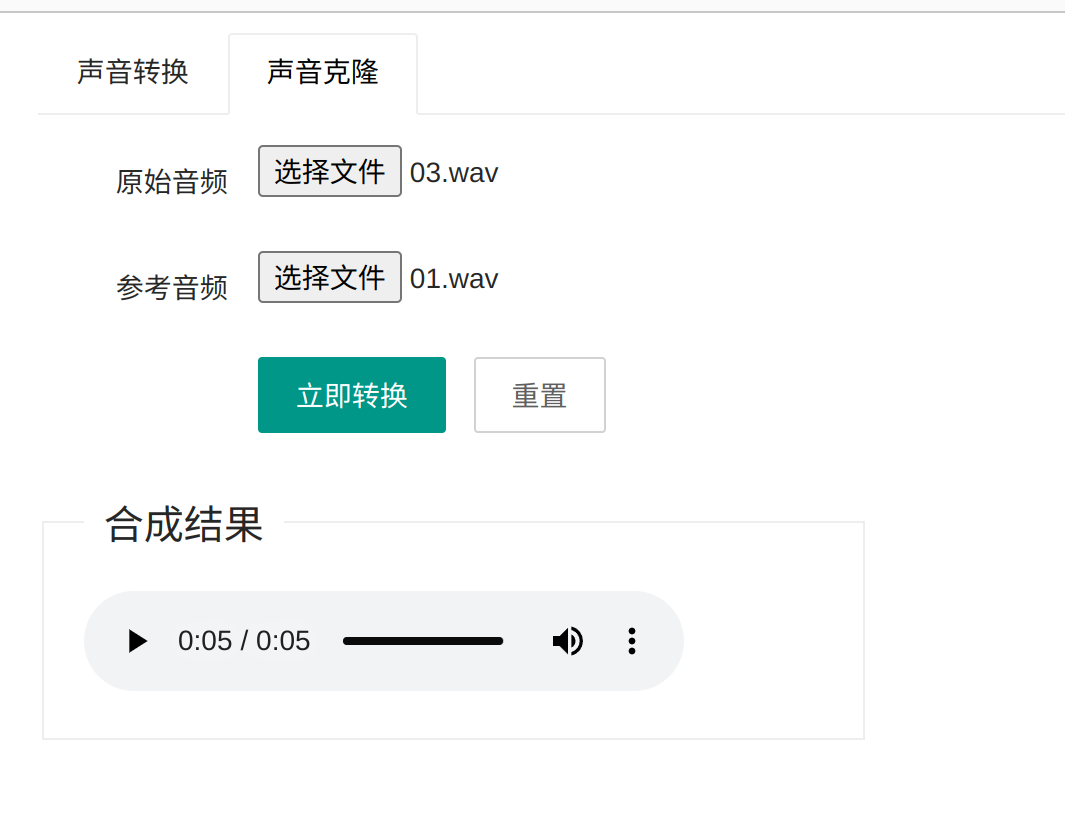 声音转换 声音克隆
原始音频 选择文件 03.wav
参考音频 选择文件 01.wav
立即转换 重置
合成结果
0:05 / 0:05